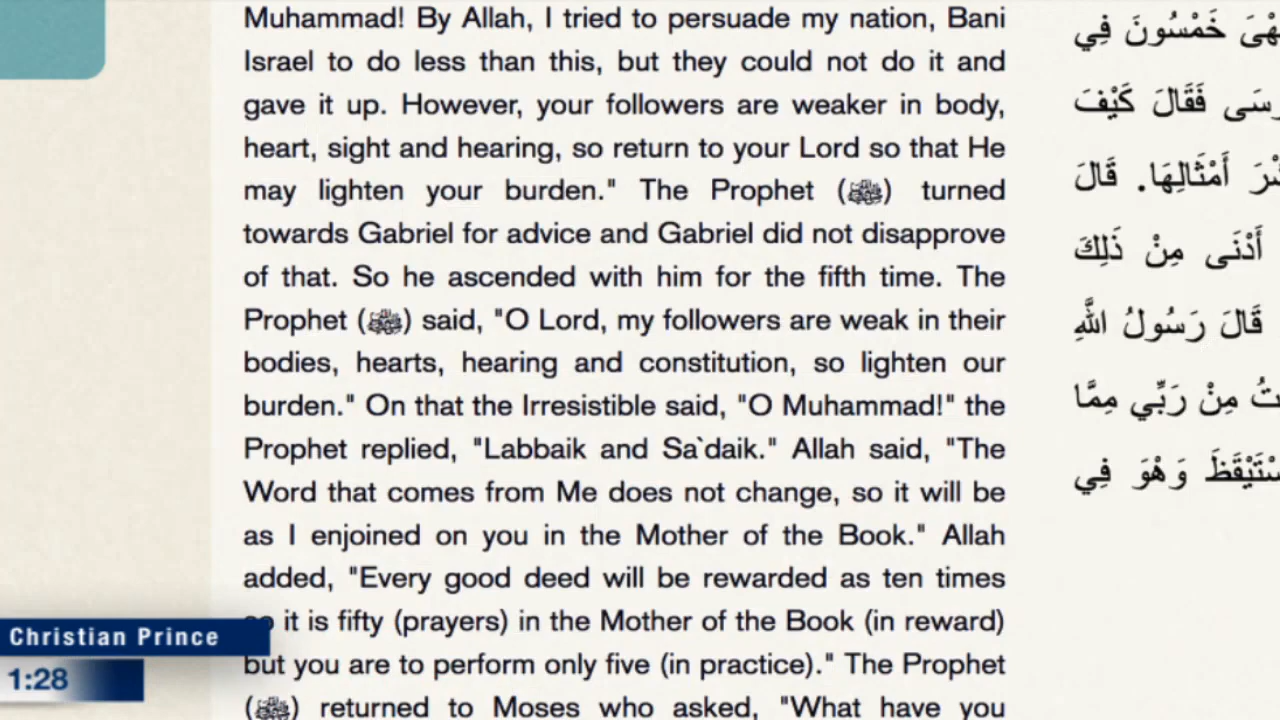 Muhammad! By Allah, I tried to persuade my nation, Bani
Israel to do less than this, but they could not do it and
gave it up. However, your followers are weaker in body,
heart, sight and hearing, so return to your Lord so that He
may lighten your burden." The Prophet (ﷺ) turned
towards Gabriel for advice and Gabriel did not disapprove
of that. So he ascended with him for the fifth time. The
Prophet (ﷺ) said, "O Lord, my followers are weak in their
bodies, hearts, hearing and constitution, so lighten our
burden." On that the Irresistible said, "O Muhammad!" the
Prophet replied, "Labbaik and Sa`daik." Allah said, "The
Word that comes from Me does not change, so it will be
as I enjoined on you in the Mother of the Book." Allah
added, "Every good deed will be rewarded as ten times
it is fifty (prayers) in the Mother of the Book (in reward)
but you are to perform only five (in practice)." The Prophet
(ﷺ) returned to Moses who asked, "What have you
خَمْسُونَ فِي
فَقَالَ كَيْفَ
أَمْثَالِهَا. قَالَ
أَدْنَى مِنْ ذَلِكَ
قَالَ رَسُولُ اللَّهِ
مِنْ رَبِّي مِمَّا
وَهْوَ فِي
Christian Prince
1:28